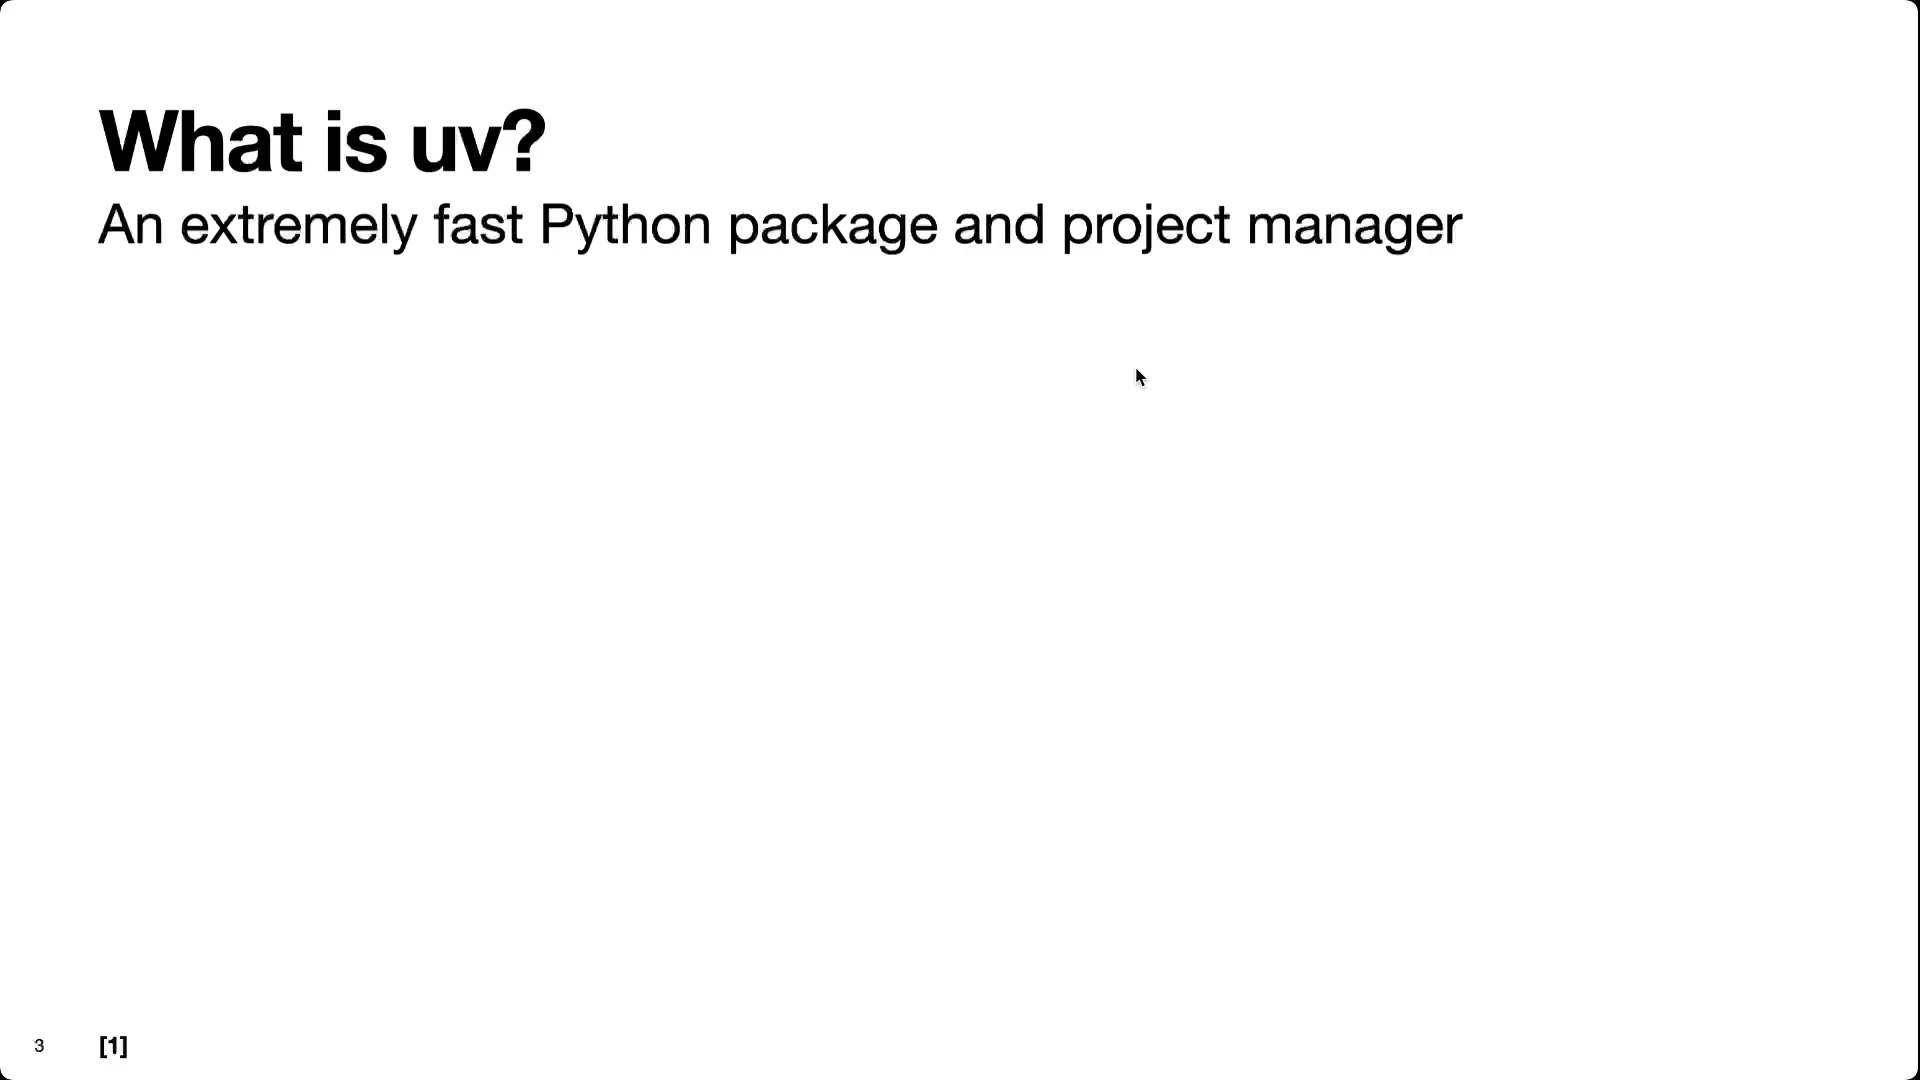 What is uv?
An extremely fast Python package and project manager
3
[1]